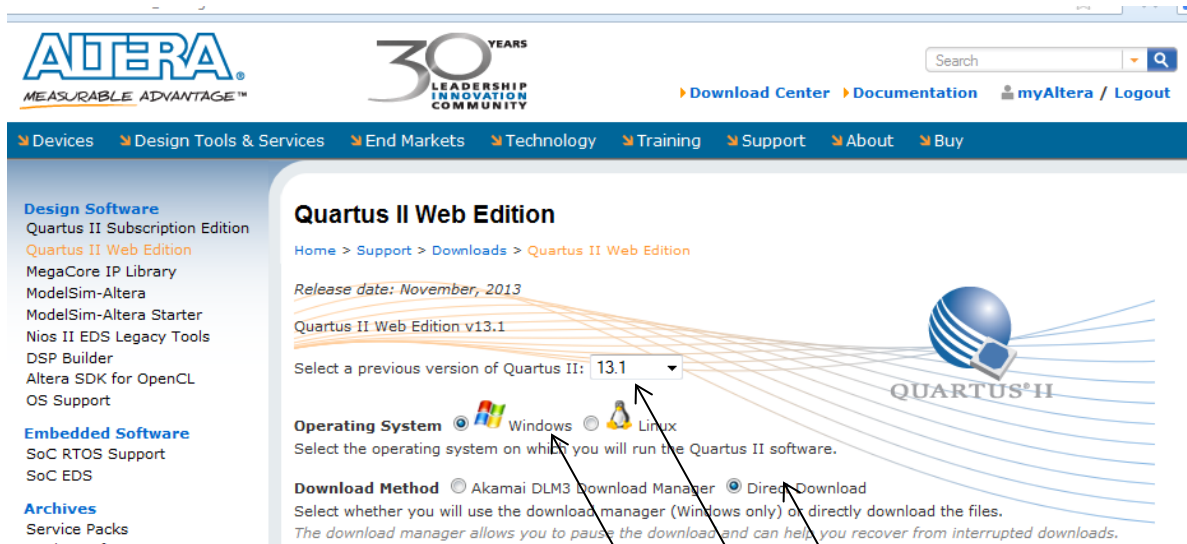 ALTERA
MEASURABLE ADVANTAGE™
30 YEARS
LEADERSHIP
INNOVATION
COMMUNITY
Search
Download Center Documentation myAltera / Logout
Devices Design Tools & Services End Markets Technology Training Support About Buy
Design Software
Quartus II Subscription Edition
Quartus II Web Edition
MegaCore IP Library
ModelSim-Altera
ModelSim-Altera Starter
Nios II EDS Legacy Tools
DSP Builder
Altera SDK for OpenCL
OS Support
Embedded Software
SoC RTOS Support
SoC EDS
Archives
Service Packs
Quartus II Web Edition
Home > Support > Downloads > Quartus II Web Edition
Release date: November, 2013
Quartus II Web Edition v13.1
Select a previous version of Quartus II: 13.1
QUARTUS® II
Operating System Windows Linux
Select the operating system on which you will run the Quartus II software.
Download Method Akamai DLM3 Download Manager Direct Download
Select whether you will use the download manager (Windows only) or directly download the files.
The download manager allows you to pause the download and can help you recover from interrupted downloads.